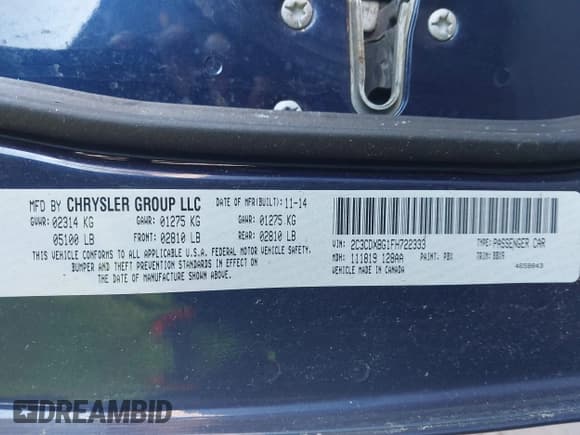 MFD BY CHRYSLER GROUP LLC DATE OF MFR(BUILT): 11-14
GVWR: 02314 KG GAWR: 01275 KG GAWR: 01275 KG
05100 LB FRONT: 02810 LB REAR: 02810 LB
THIS VEHICLE CONFORMS TO ALL APPLICABLE U.S.A. FEDERAL MOTOR VEHICLE SAFETY,
BUMPER AND THEFT PREVENTION STANDARDS IN EFFECT ON
THE DATE OF MANUFACTURE SHOWN ABOVE.
VIN: 2C3CDXBG1FH722333 TYPE: PASSENGER CAR
MDH: 111819 128AA PAINT: PBX TRIM: BBX9
MADE IN CANADA 4658843
DREAMBID